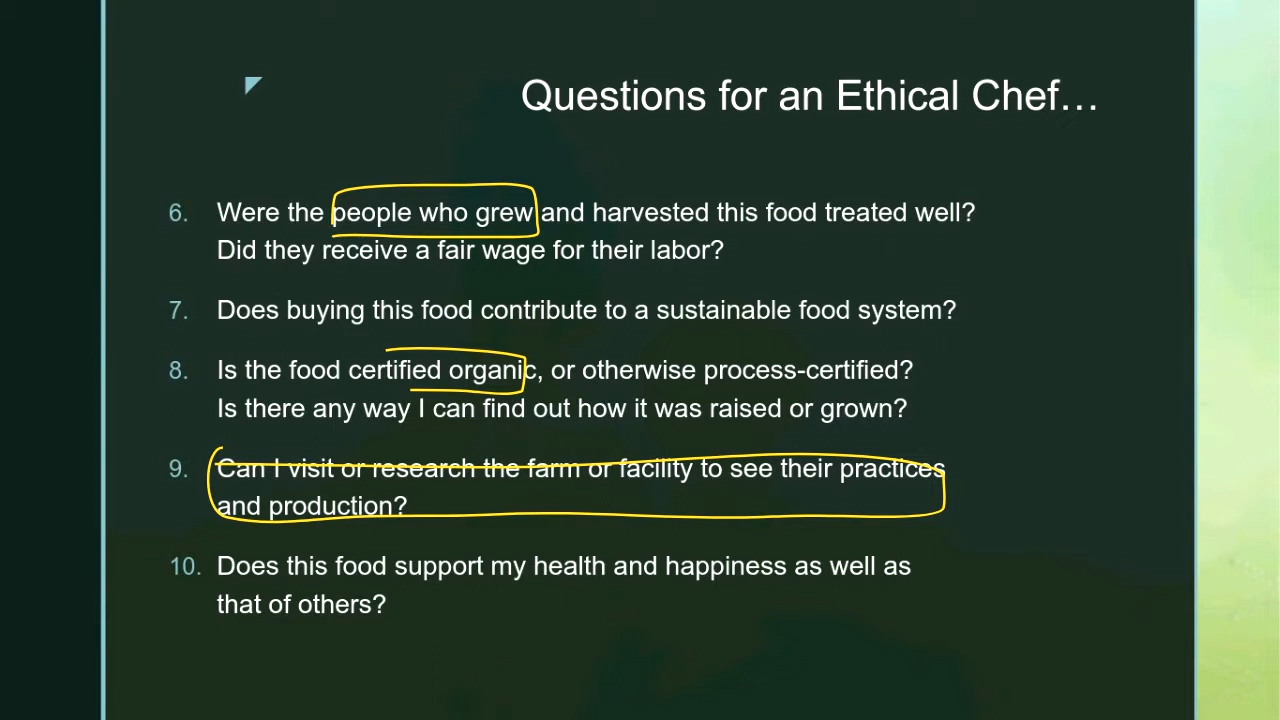 Questions for an Ethical Chef…
6. Were the people who grew and harvested this food treated well?
Did they receive a fair wage for their labor?
7. Does buying this food contribute to a sustainable food system?
8. Is the food certified organic, or otherwise process-certified?
Is there any way I can find out how it was raised or grown?
9. Can I visit or research the farm or facility to see their practices
and production?
10. Does this food support my health and happiness as well as
that of others?